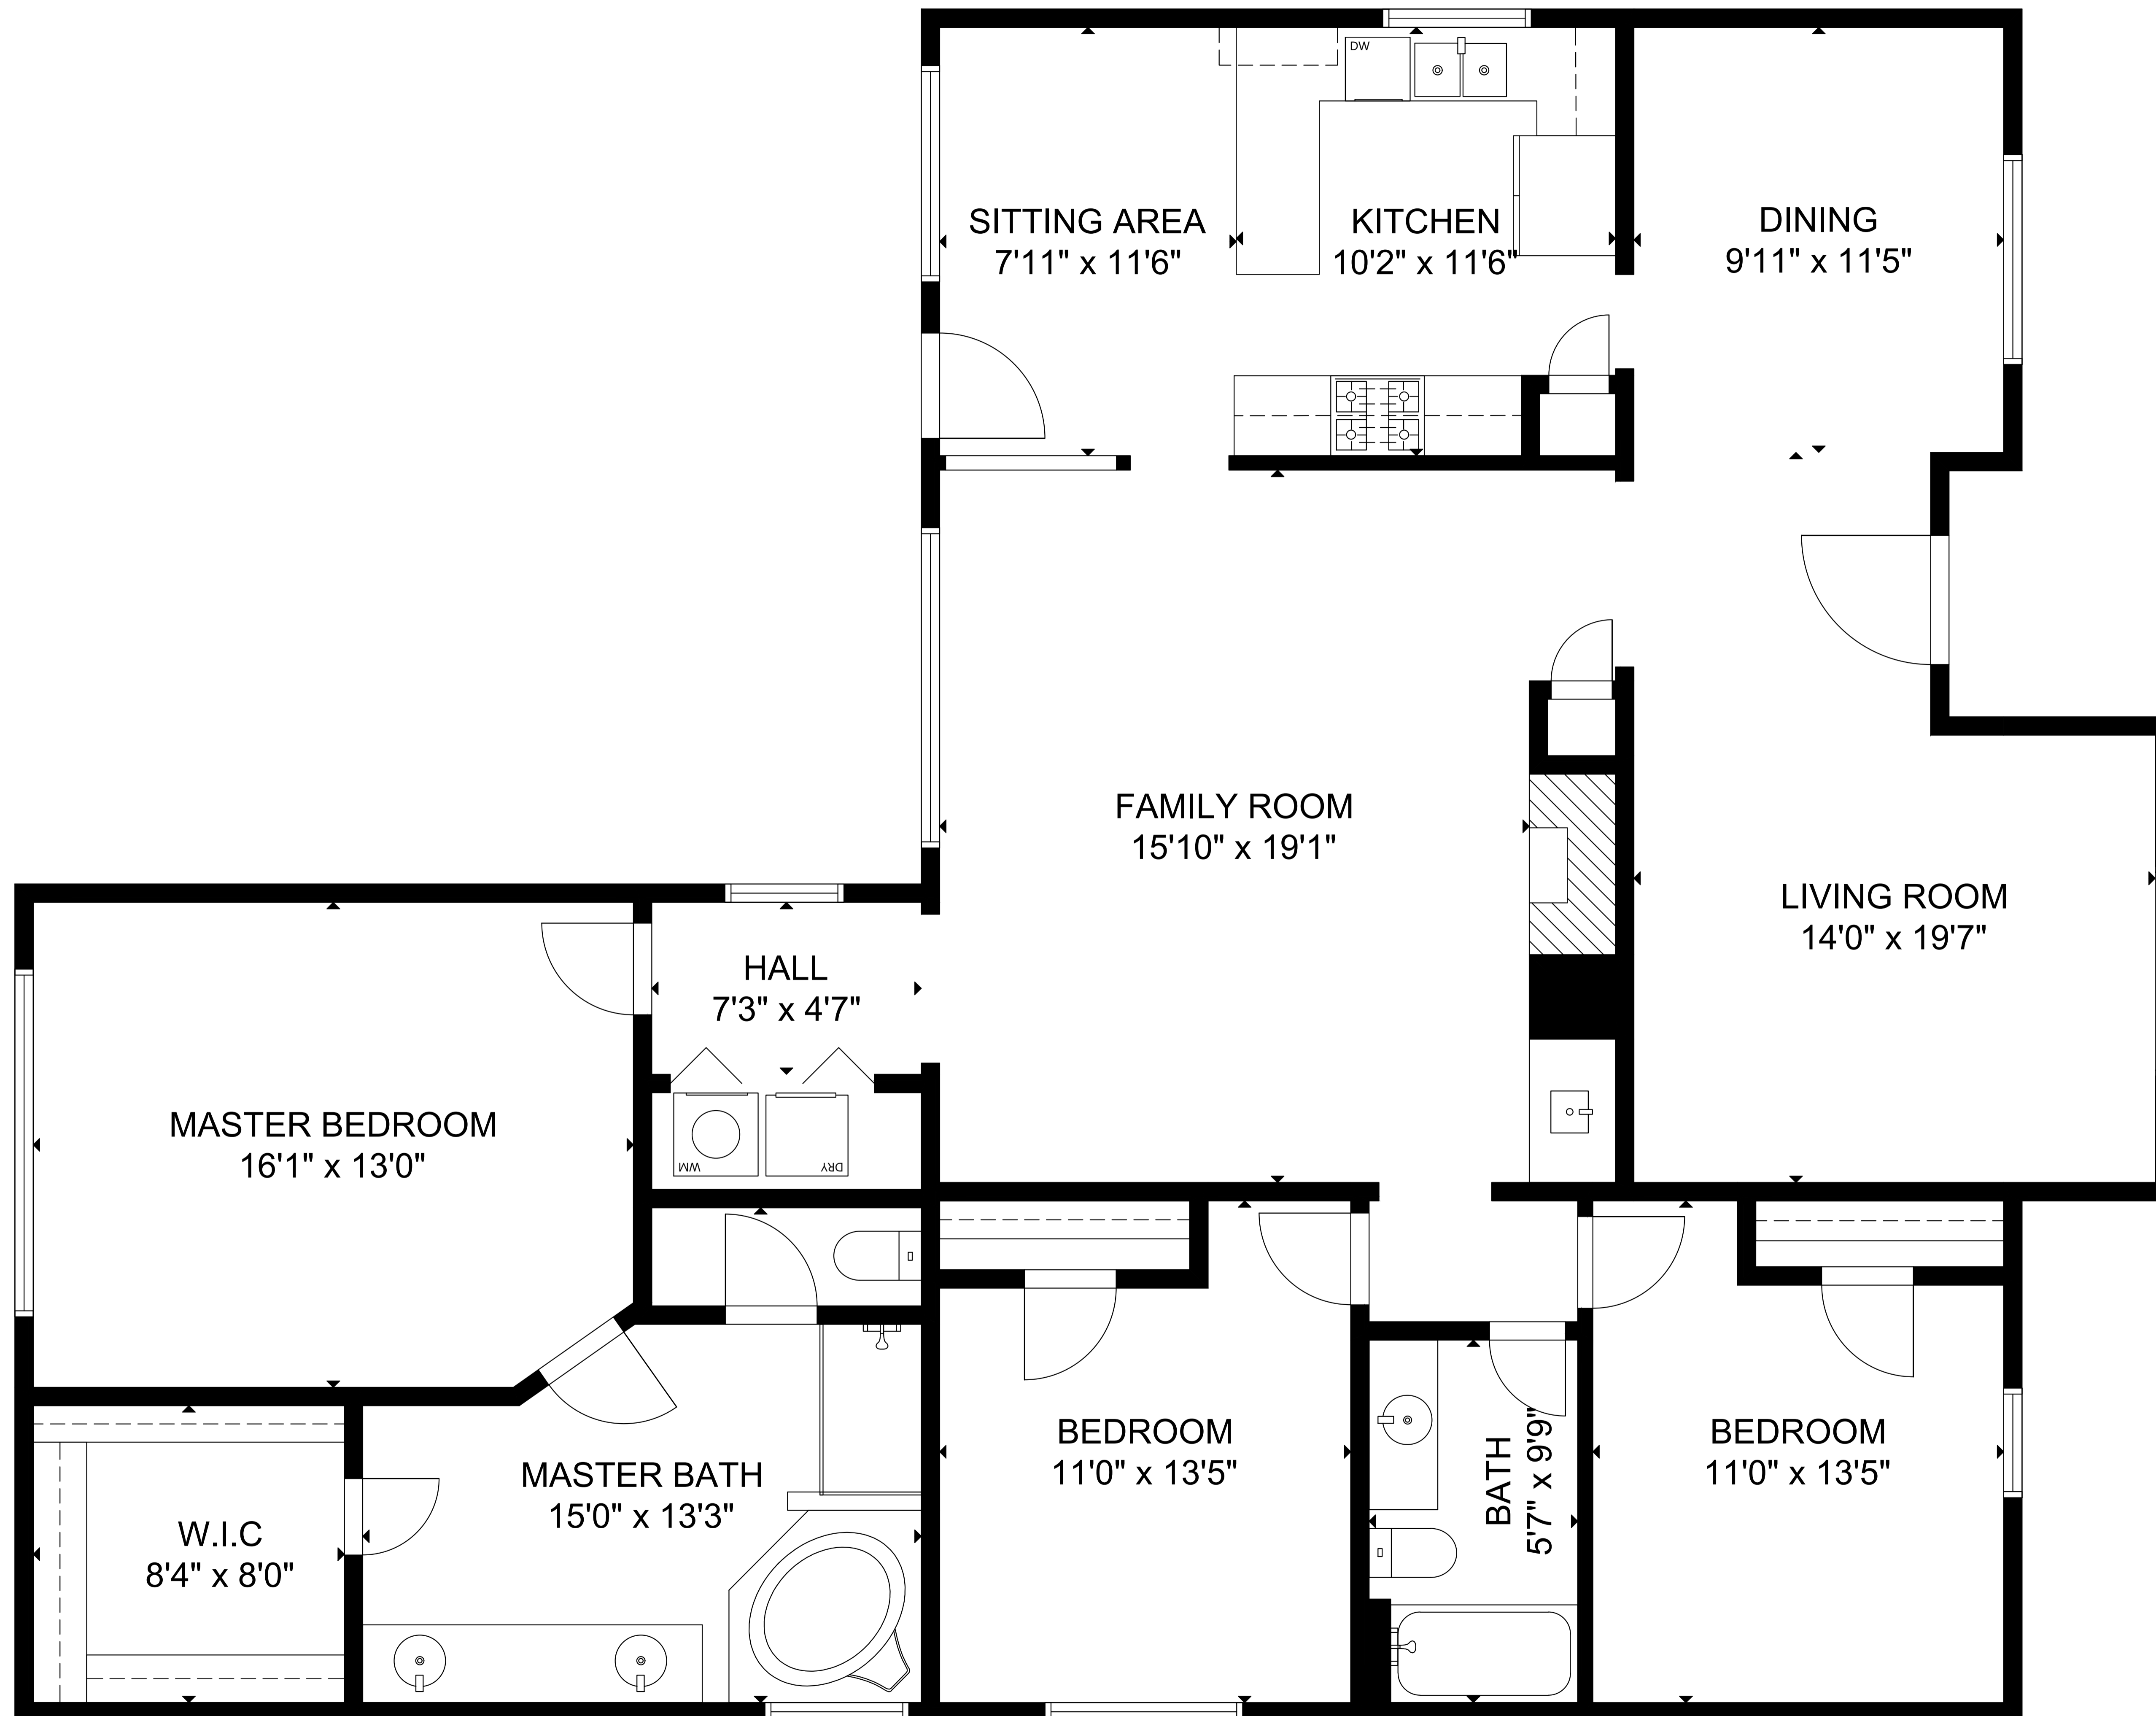 DW
SITTING AREA
7'11" x 11'6"
KITCHEN
10'2" x 11'6"
DINING
9'11" x 11'5"
FAMILY ROOM
15'10" x 19'1"
LIVING ROOM
14'0" x 19'7"
HALL
7'3" x 4'7"
MASTER BEDROOM
16'1" x 13'0"
WM
DRY
BEDROOM
11'0" x 13'5"
BATH
5'7" x 9'9"
BEDROOM
11'0" x 13'5"
MASTER BATH
15'0" x 13'3"
W.I.C
8'4" x 8'0"